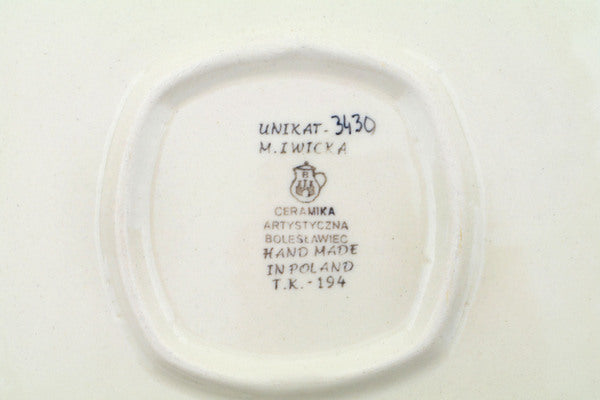 UNIKAT-3430
M.IWICKA
B
CERAMIKA
ARTYSTYCZNA
BOLESŁAWIEC
HAND MADE
IN POLAND
T.K.-194